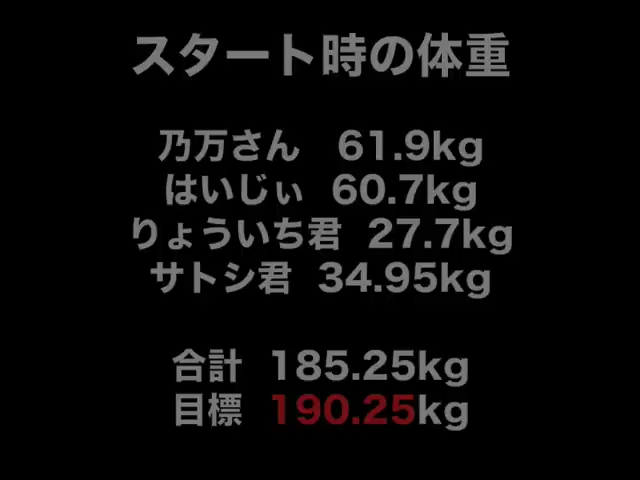 スタート時の体重
乃万さん 61.9kg
はいじぃ 60.7kg
りょういち君 27.7kg
サトシ君 34.95kg
合計 185.25kg
目標 190.25kg